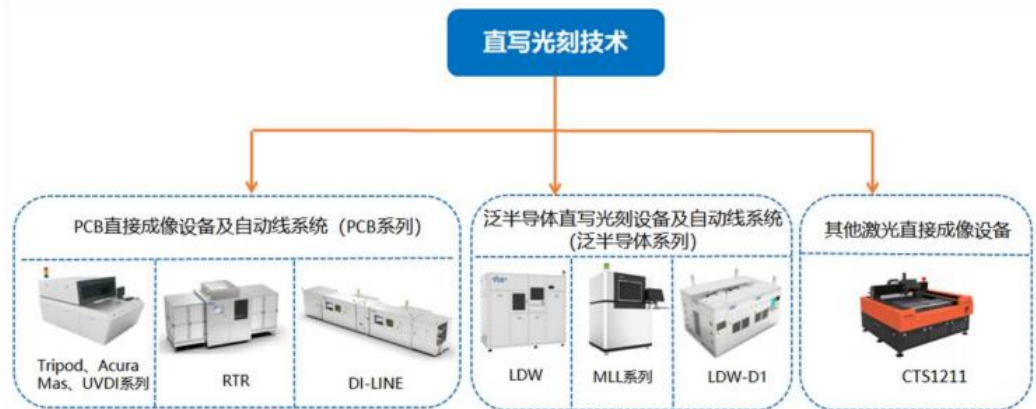 直写光刻技术
PCB直接成像设备及自动线系统（PCB系列）
泛半导体直写光刻设备及自动线系统
(泛半导体系列)
其他激光直接成像设备
Tripod、Acura
Mas、UVDI系列
RTR
DI-LINE
LDW
MLL系列
LDW-D1
CTS1211